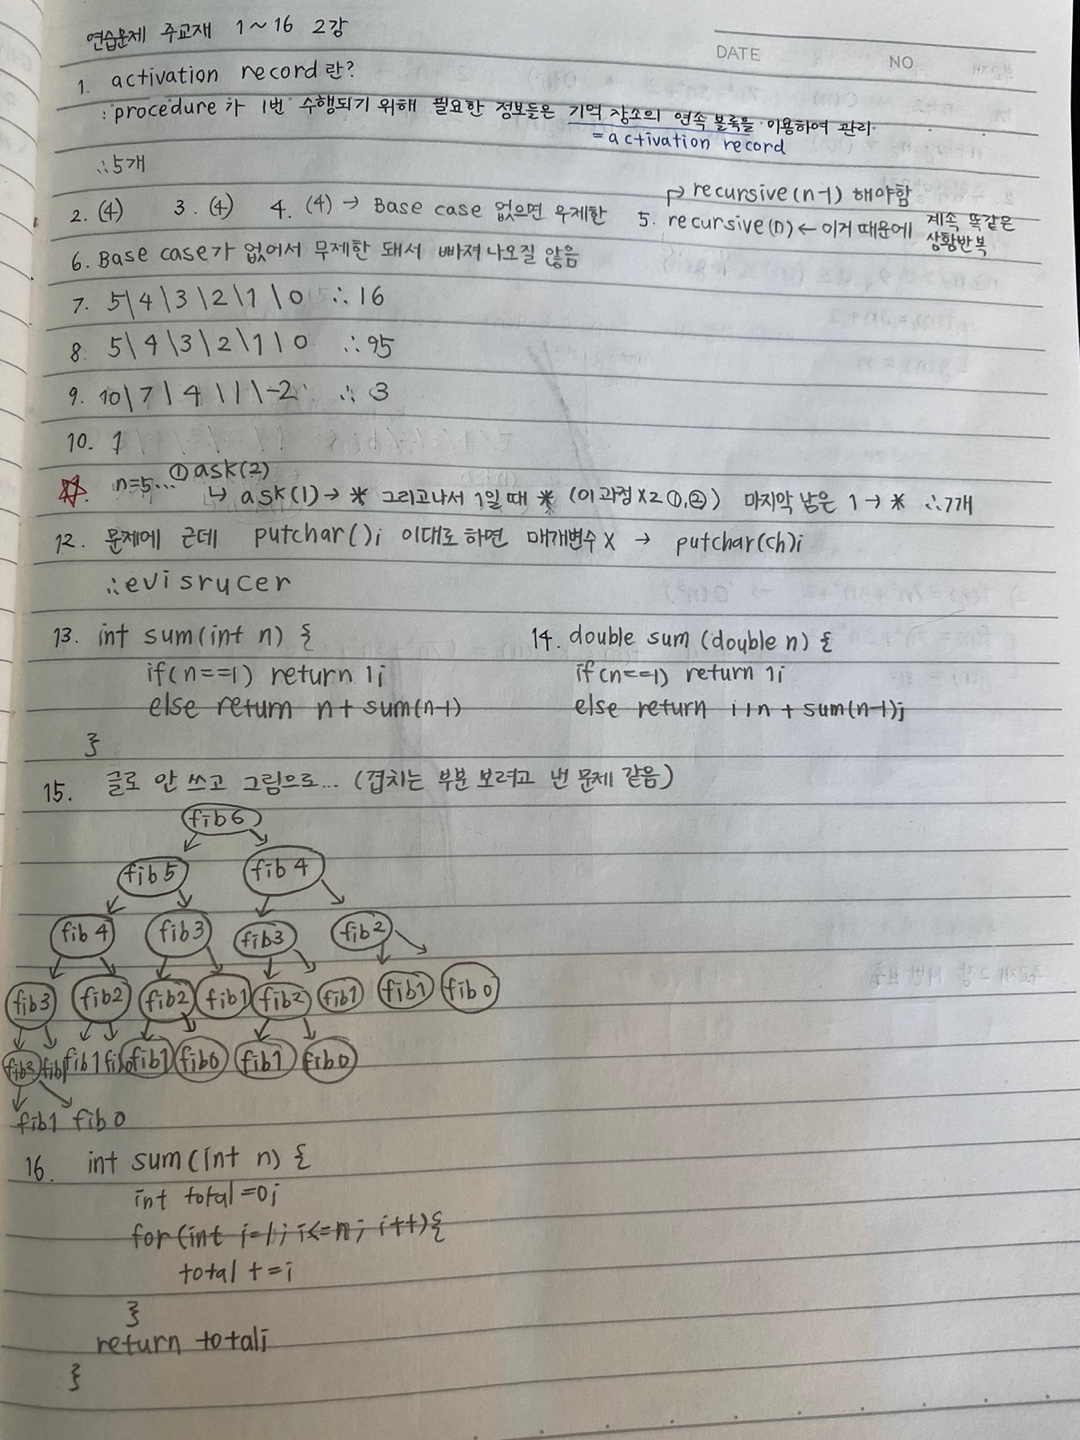 연습문제 주교재 1~16 2강
DATE NO
1. activation record란?
: procedure가 1번 수행되기 위해 필요한 정보들은 기억 장소의 연속 블록을 이용하여 관리.
= activation record
∴5개
2. (4) 3. (4) 4. (4) → Base case 없으면 무제한 5. recursive(n) ← 이거 때문에 계속 똑같은 상황반복
↱ recursive(n-1) 해야함
6. Base case가 없어서 무제한 돼서 빠져나오질 않음
7. 5\4\3\2\1\0 ∴16
8. 5\4\3\2\1\0 ∴95
9. 10\7\4\1\-2 ∴3
10. 1
☆. n=5... ① ask(2)
↳ ask(1) → * 그리고나서 1일 때 * (이 과정 X2 ①,②) 마지막 남은 1 → * ∴7개
12. 문제에 근데 putchar(); 이대로 하면 매개변수 X → putchar(ch);
∴evisrucer
13. int sum(int n) {
if(n==1) return 1;
else return n + sum(n-1)
}
14. double sum (double n) {
if(n==1) return 1;
else return 1/n + sum(n-1);
15. 글로 안 쓰고 그림으로... (겹치는 부분 보려고 낸 문제 같음)
fib6
fib5 fib4
fib4 fib3 fib3 fib2
fib3 fib2 fib2 fib1 fib2 fib1 fib1 fib0
fib1 fib1 fib0 fib1 fib0
fib1 fib0
16. int sum(int n) {
int total =0;
for (int i=1; i<=n; i++){
total += i
}
return total;
}